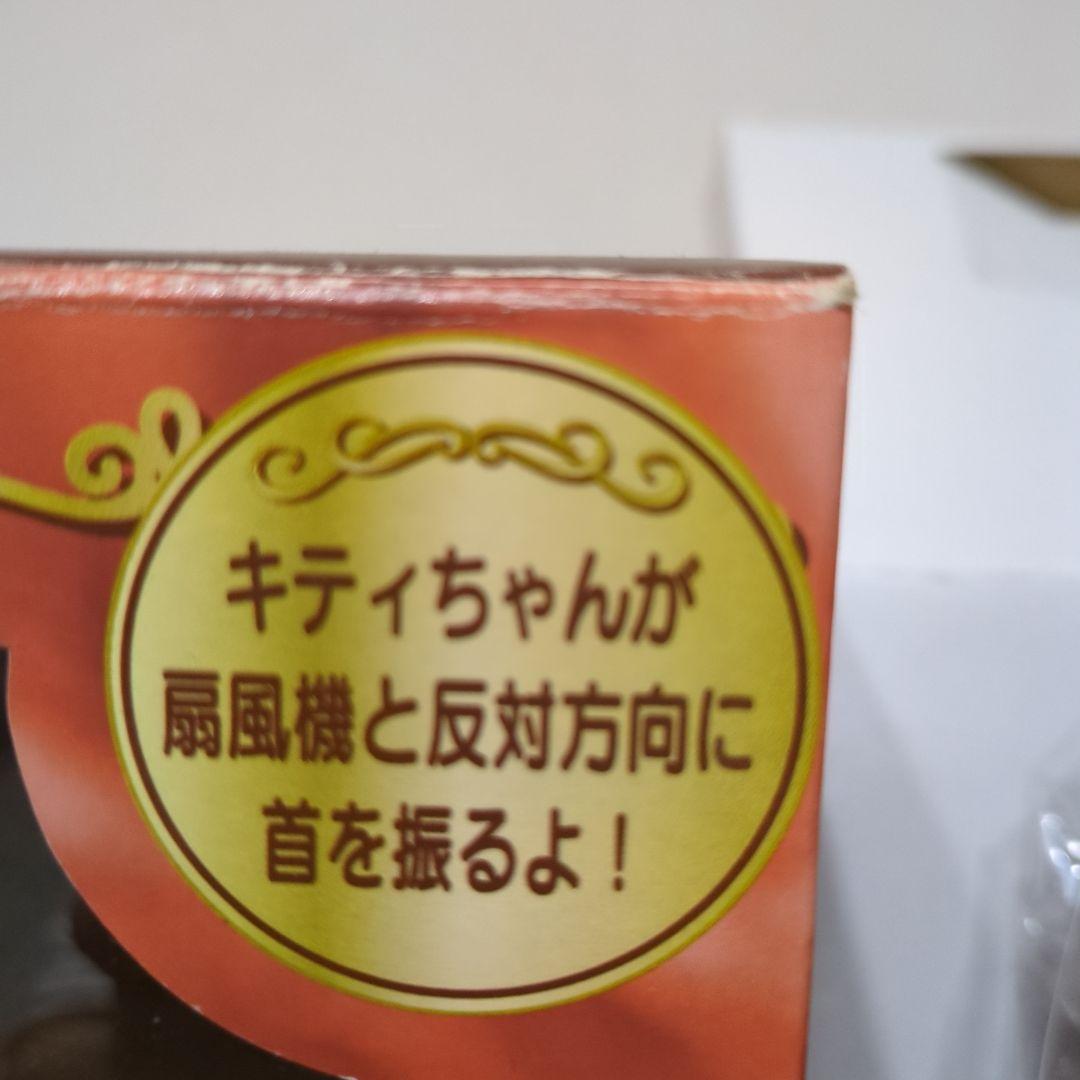 キティちゃんが
扇風機と反対方向に
首を振るよ！